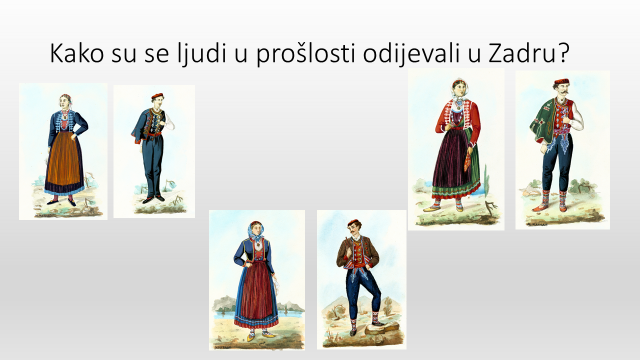 Kako su se ljudi u prošlosti odijevali u Zadru?